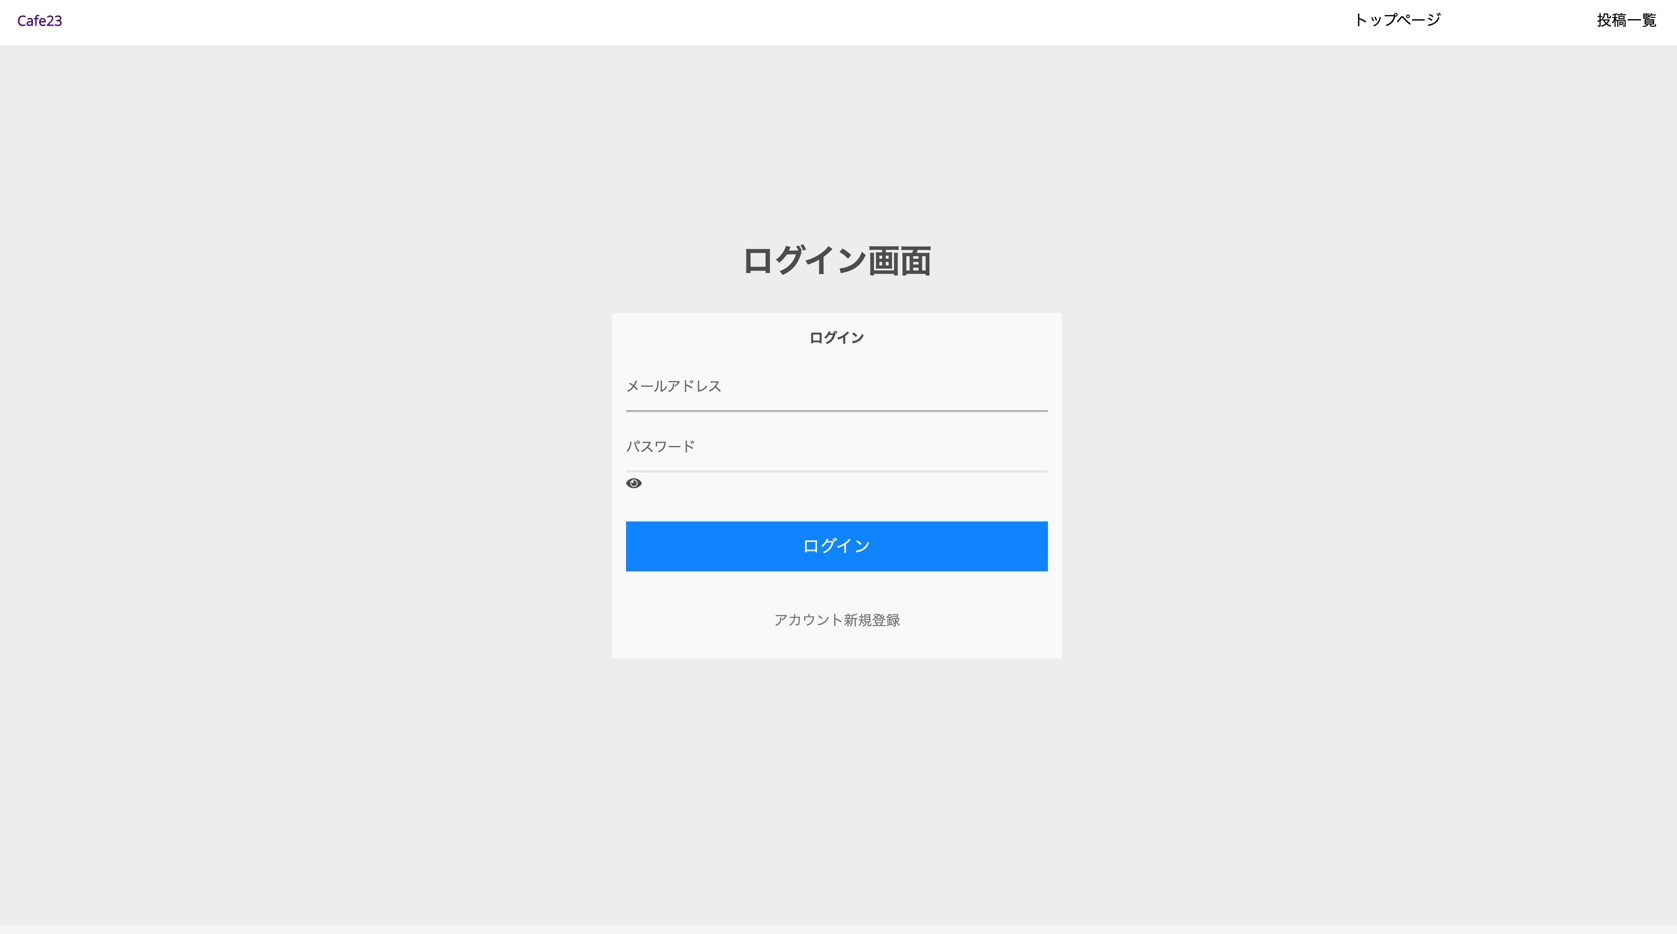 Cafe23
トップページ
投稿一覧
ログイン画面
ログイン
メールアドレス
パスワード
ログイン
アカウント新規登録